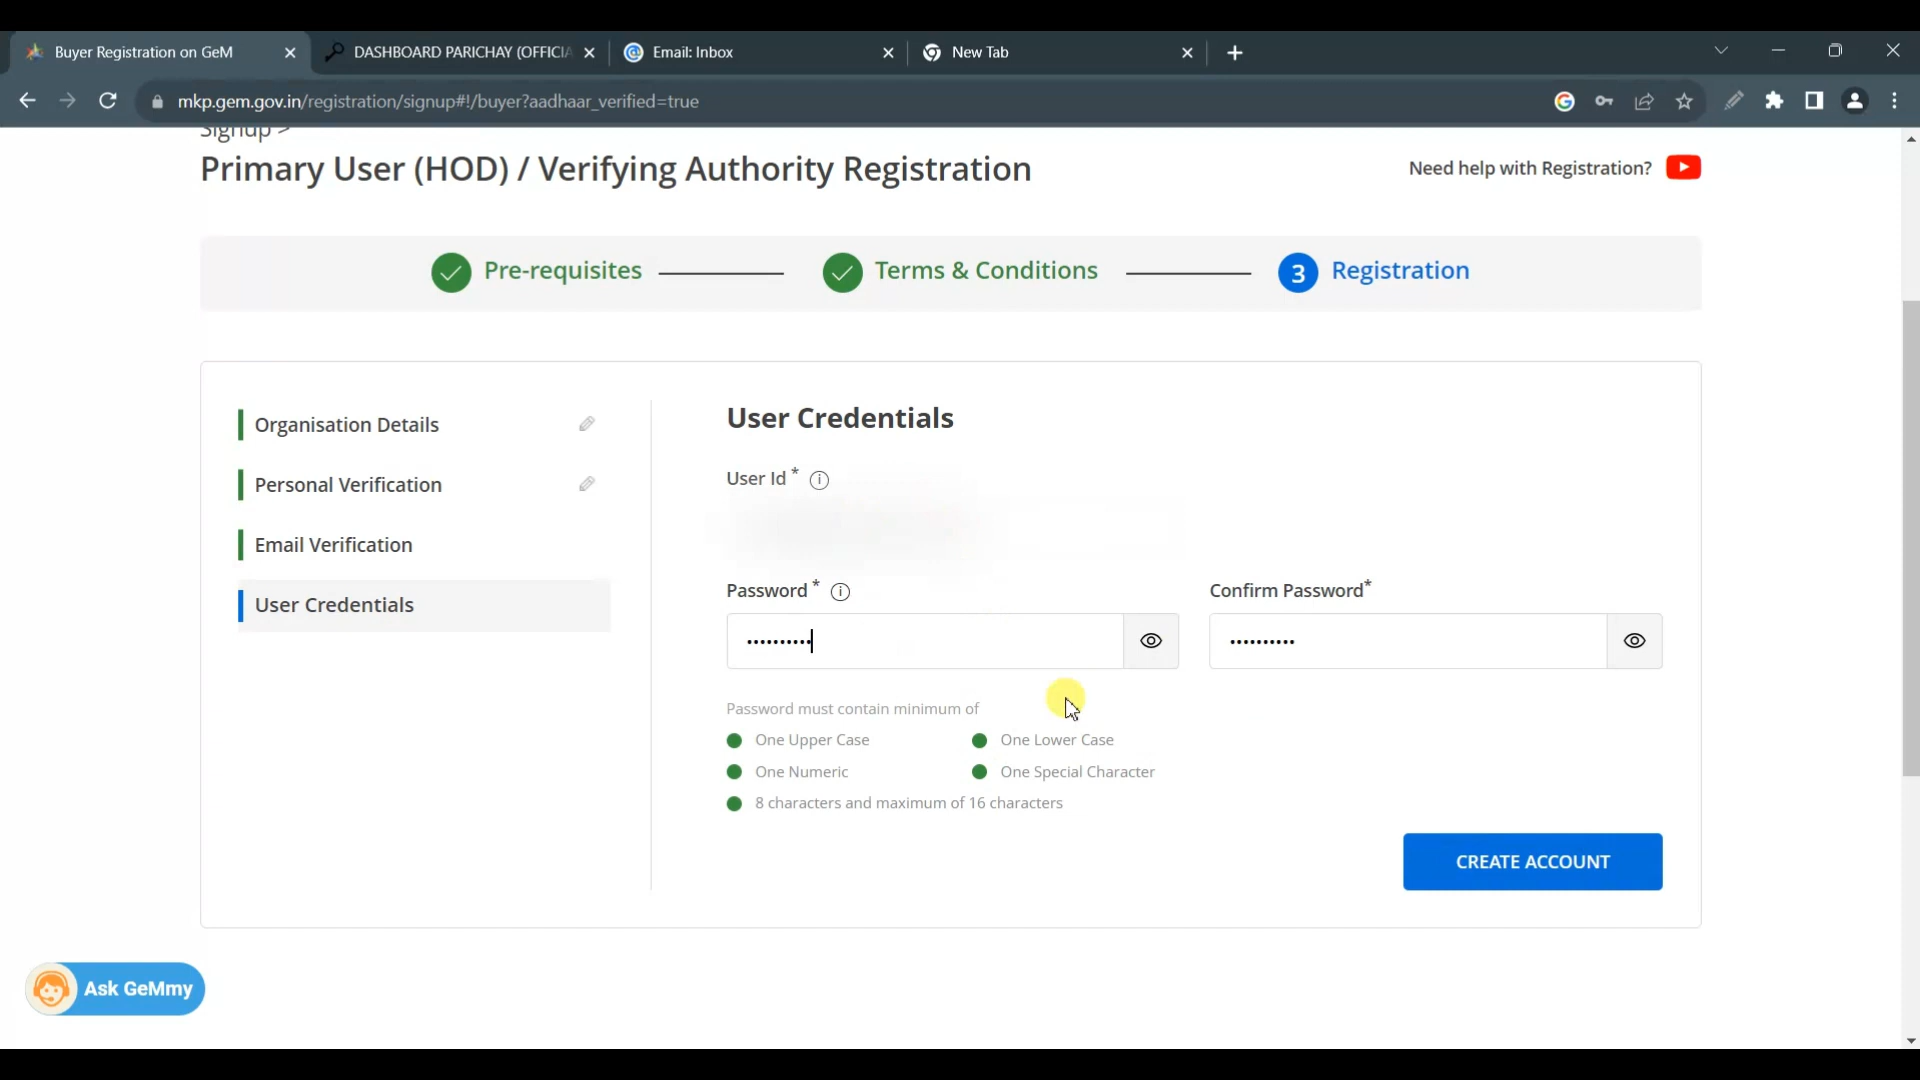 Buyer Registration on GeM
DASHBOARD PARICHAY (OFFICIA
Email: Inbox
New Tab
mkp.gem.gov.in/registration/signup#!/buyer?aadhaar_verified=true
Signup >
Primary User (HOD) / Verifying Authority Registration
Need help with Registration?
Pre-requisites
Terms & Conditions
3 Registration
Organisation Details
Personal Verification
Email Verification
User Credentials
User Credentials
User Id *
Password *
Confirm Password*
••••••••••
••••••••••
Password must contain minimum of
One Upper Case
One Lower Case
One Numeric
One Special Character
8 characters and maximum of 16 characters
CREATE ACCOUNT
Ask GeMmy